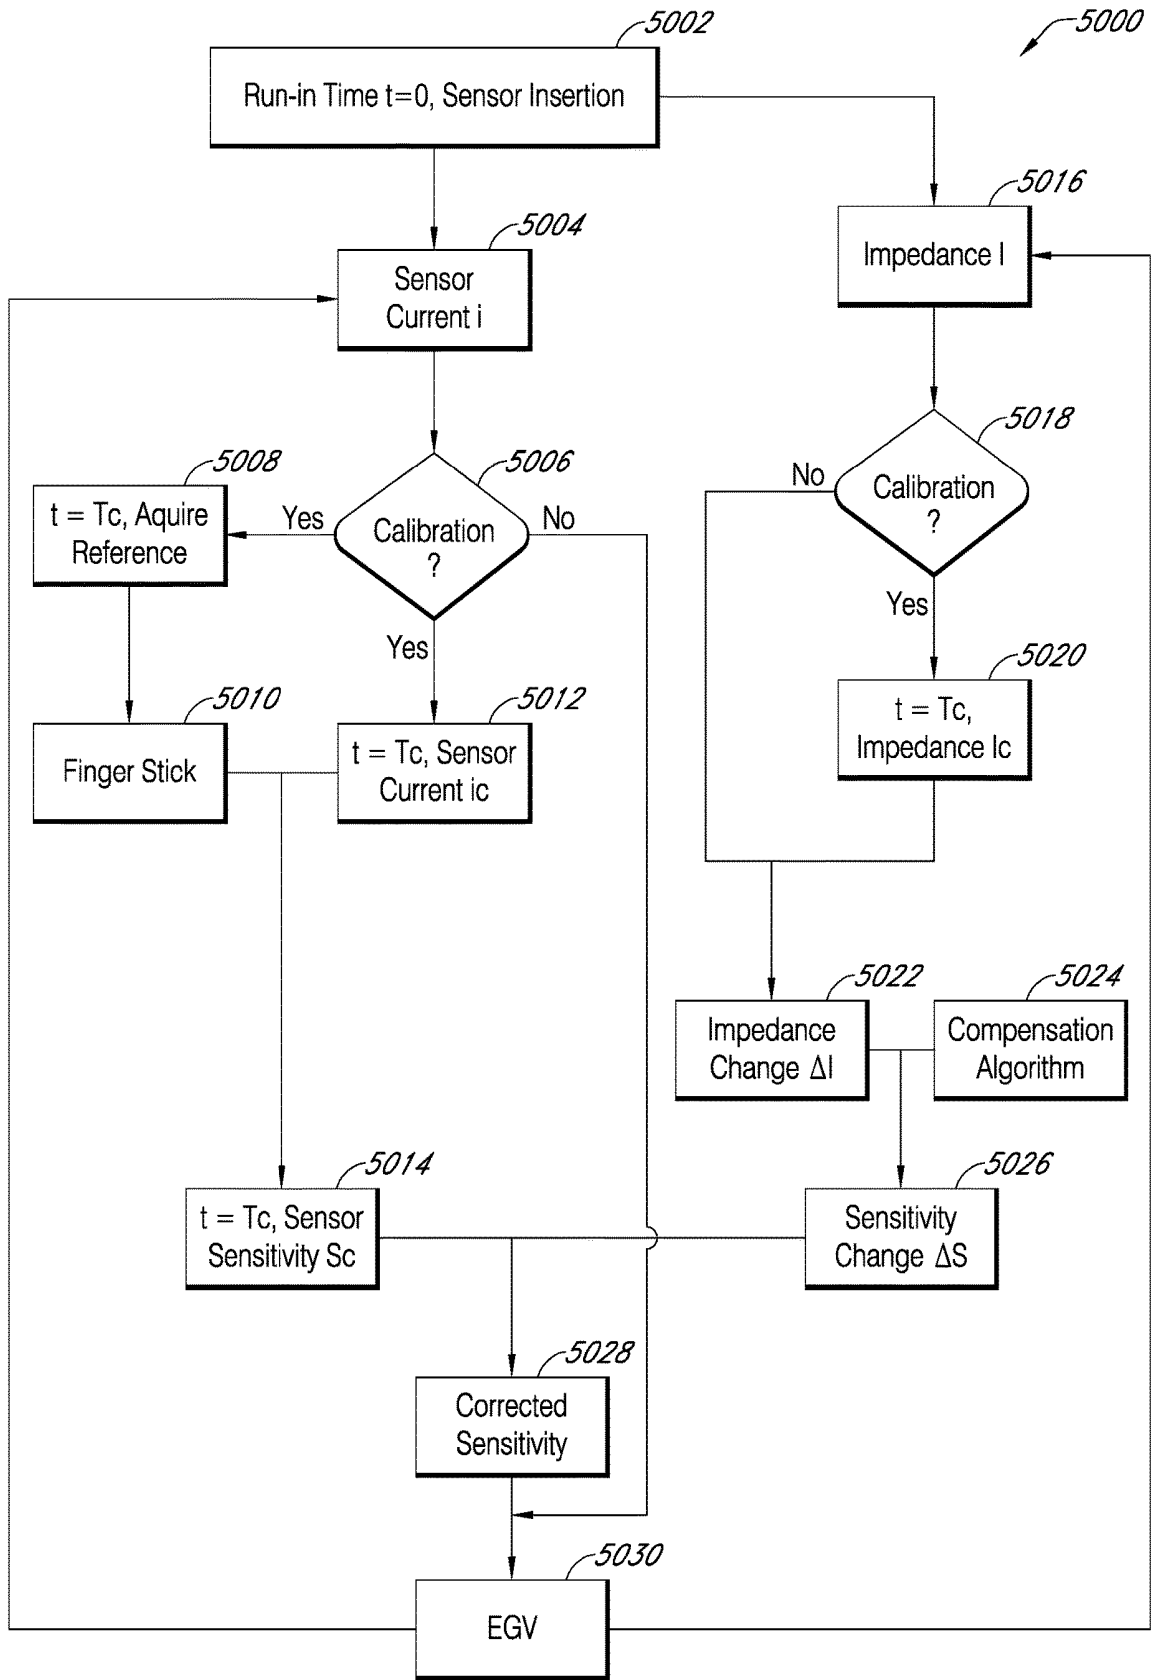 5000
5002
Run-in Time t=0, Sensor Insertion
5004
Sensor
Current i
5016
Impedance I
5006
Calibration
?
Yes
No
Yes
5008
t = Tc, Aquire
Reference
5018
Calibration
?
No
Yes
5010
Finger Stick
5012
t = Tc, Sensor
Current ic
5020
t = Tc,
Impedance Ic
5022
Impedance
Change ΔI
5024
Compensation
Algorithm
5014
t = Tc, Sensor
Sensitivity Sc
5026
Sensitivity
Change ΔS
5028
Corrected
Sensitivity
5030
EGV